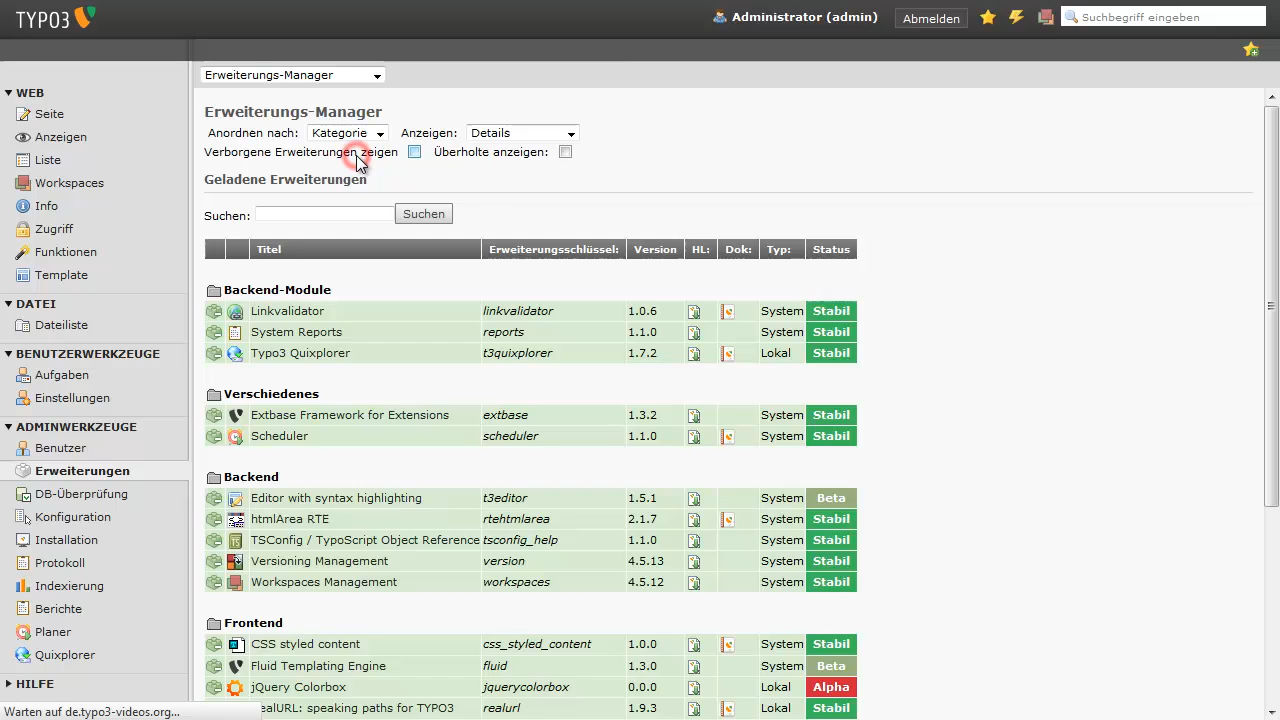 TYPO3
Administrator (admin)
Abmelden
Suchbegriff eingeben
Erweiterungs-Manager
WEB
Seite
Anzeigen
Liste
Workspaces
Info
Zugriff
Funktionen
Template
DATEI
Dateiliste
BENUTZERWERKZEUGE
Aufgaben
Einstellungen
ADMINWERKZEUGE
Benutzer
Erweiterungen
DB-Überprüfung
Konfiguration
Installation
Protokoll
Indexierung
Berichte
Planer
Quixplorer
HILFE
Warten auf de.typo3-videos.org...
Erweiterungs-Manager
Anordnen nach: Kategorie Anzeigen: Details
Verborgene Erweiterungen zeigen Überholte anzeigen:
Geladene Erweiterungen
Suchen: Suchen
Titel Erweiterungsschlüssel: Version HL: Dok: Typ: Status
Backend-Module
Linkvalidator linkvalidator 1.0.6 System Stabil
System Reports reports 1.1.0 System Stabil
Typo3 Quixplorer t3quixplorer 1.7.2 Lokal Stabil
Verschiedenes
Extbase Framework for Extensions extbase 1.3.2 System Stabil
Scheduler scheduler 1.1.0 System Stabil
Backend
Editor with syntax highlighting t3editor 1.5.1 System Beta
htmlArea RTE rtehtmlarea 2.1.7 System Stabil
TSConfig / TypoScript Object Reference tsconfig_help 1.1.0 System Stabil
Versioning Management version 4.5.13 System Stabil
Workspaces Management workspaces 4.5.12 System Stabil
Frontend
CSS styled content css_styled_content 1.0.0 System Stabil
Fluid Templating Engine fluid 1.3.0 System Beta
jQuery Colorbox jquerycolorbox 0.0.0 Lokal Alpha
ealURL: speaking paths for TYPO3 realurl 1.9.3 Lokal Stabil